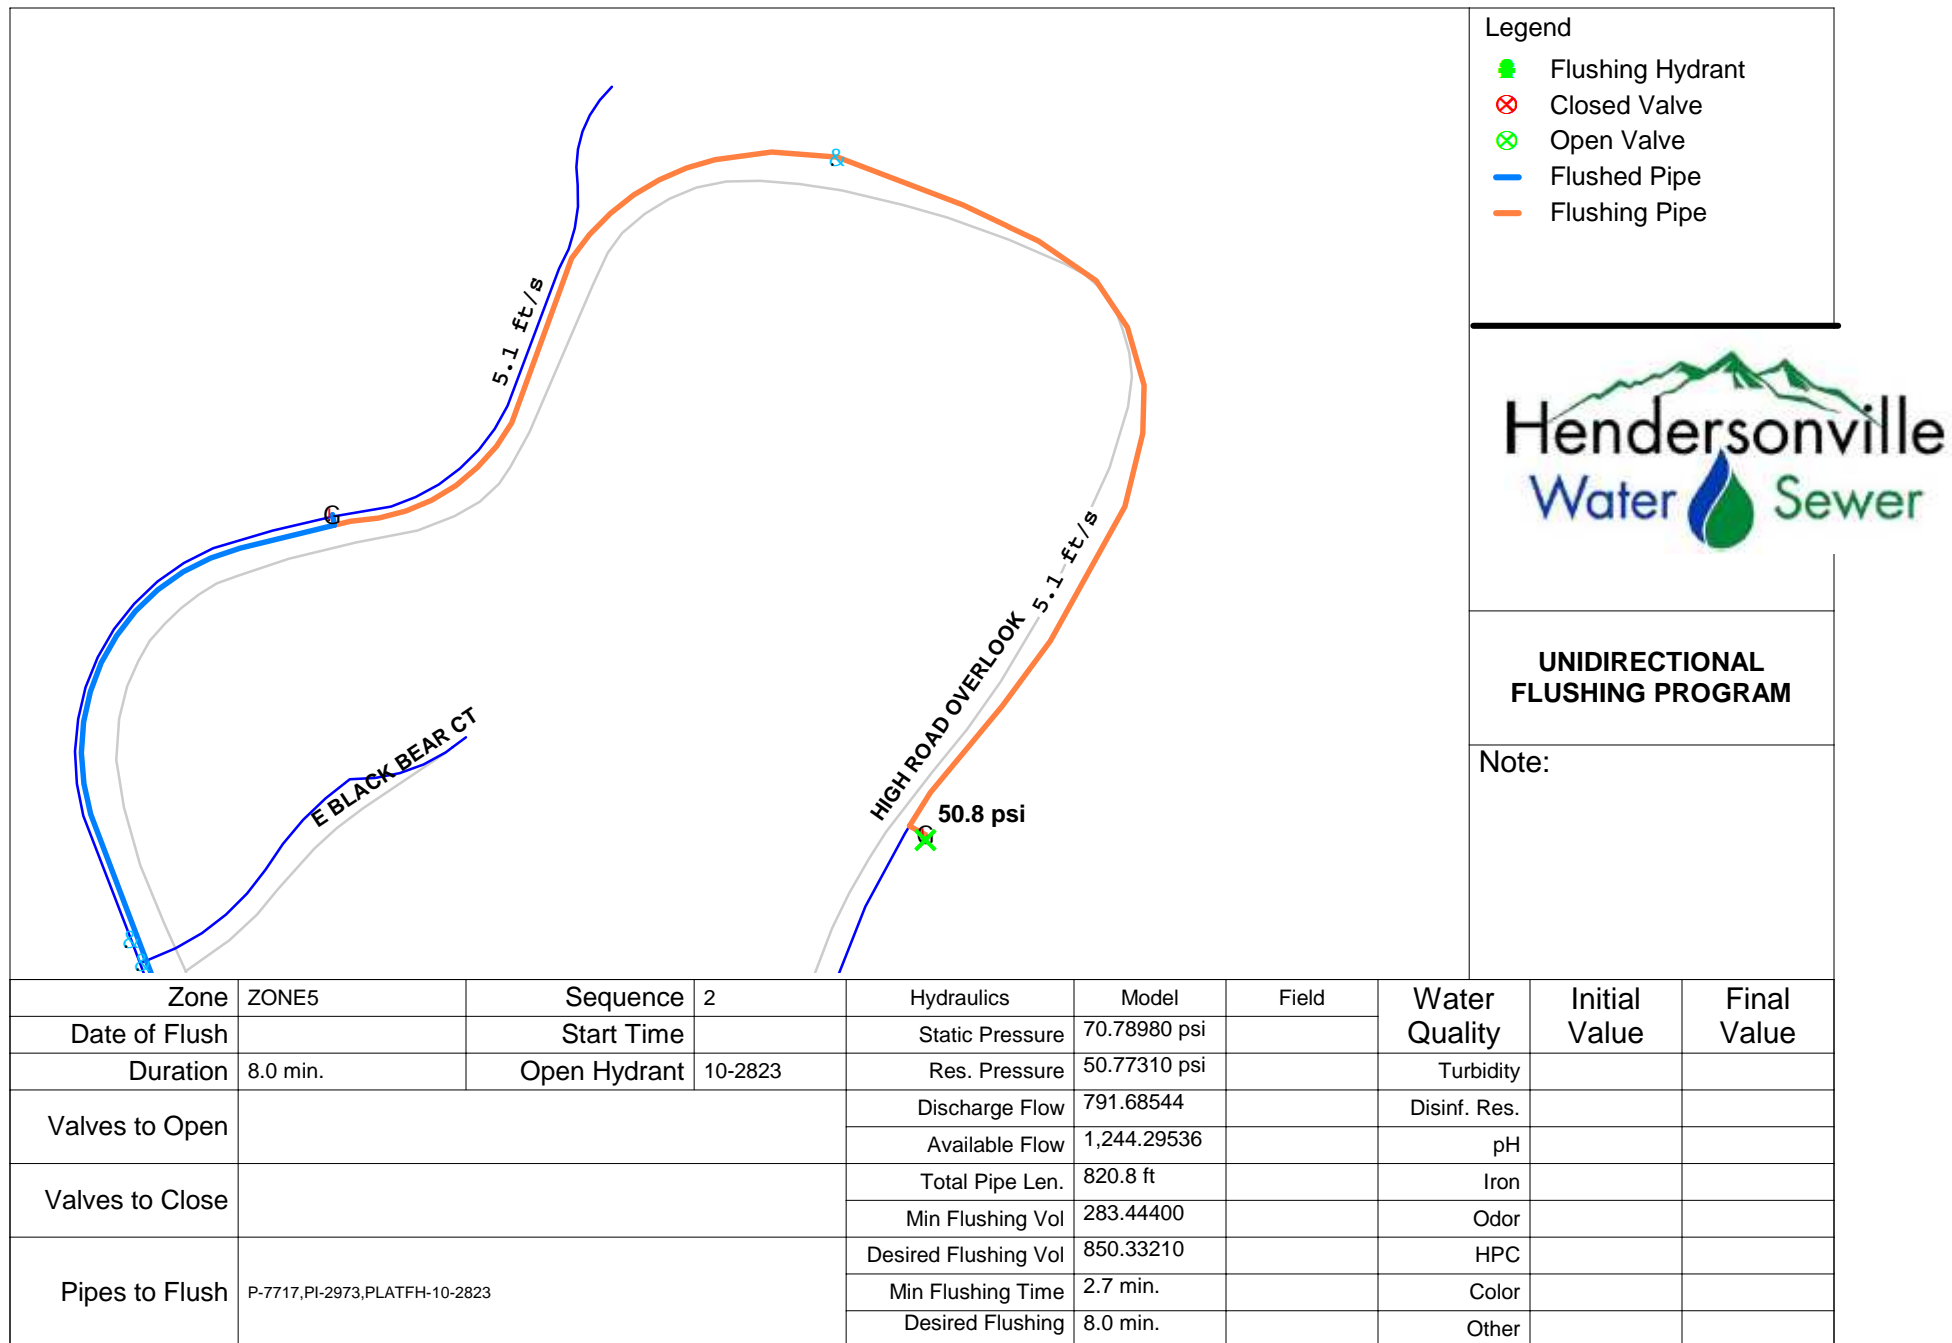 Legend
Flushing Hydrant
Closed Valve
Open Valve
Flushed Pipe
Flushing Pipe
Hendersonville
Water Sewer
UNIDIRECTIONAL
FLUSHING PROGRAM
Note:
&
5.1 ft/s
G
5.1 ft/s
HIGH ROAD OVERLOOK
E BLACK BEAR CT
50.8 psi
G
&
&
Zone ZONE5 Sequence 2 Hydraulics Model Field Water Quality Initial Value Final Value
Date of Flush Start Time Static Pressure 70.78980 psi
Duration 8.0 min. Open Hydrant 10-2823 Res. Pressure 50.77310 psi Turbidity
Valves to Open Discharge Flow 791.68544 Disinf. Res.
Available Flow 1,244.29536 pH
Valves to Close Total Pipe Len. 820.8 ft Iron
Min Flushing Vol 283.44400 Odor
Pipes to Flush P-7717,PI-2973,PLATFH-10-2823 Desired Flushing Vol 850.33210 HPC
Min Flushing Time 2.7 min. Color
Desired Flushing 8.0 min. Other